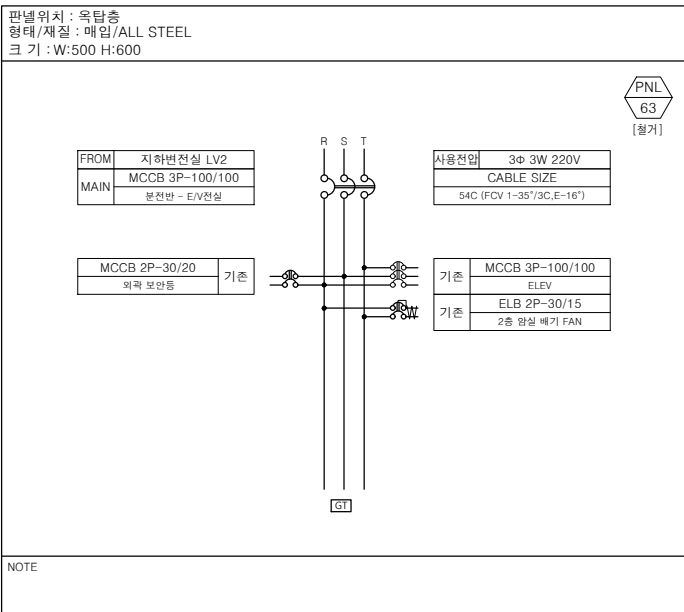 판넬위치 : 옥탑층
형태/재질 : 매입/ALL STEEL
크 기 : W:500 H:600
PNL
63
[철거]
R S T
FROM 지하변전실 LV2
MAIN MCCB 3P-100/100
분전반 - E/V전실
사용전압 3Φ 3W 220V
CABLE SIZE
54C (FCV 1-35°/3C,E-16°)
MCCB 2P-30/20 기존
외곽 보안등
기존 MCCB 3P-100/100
ELEV
기존 ELB 2P-30/15
2층 암실 배기 FAN
GT
NOTE